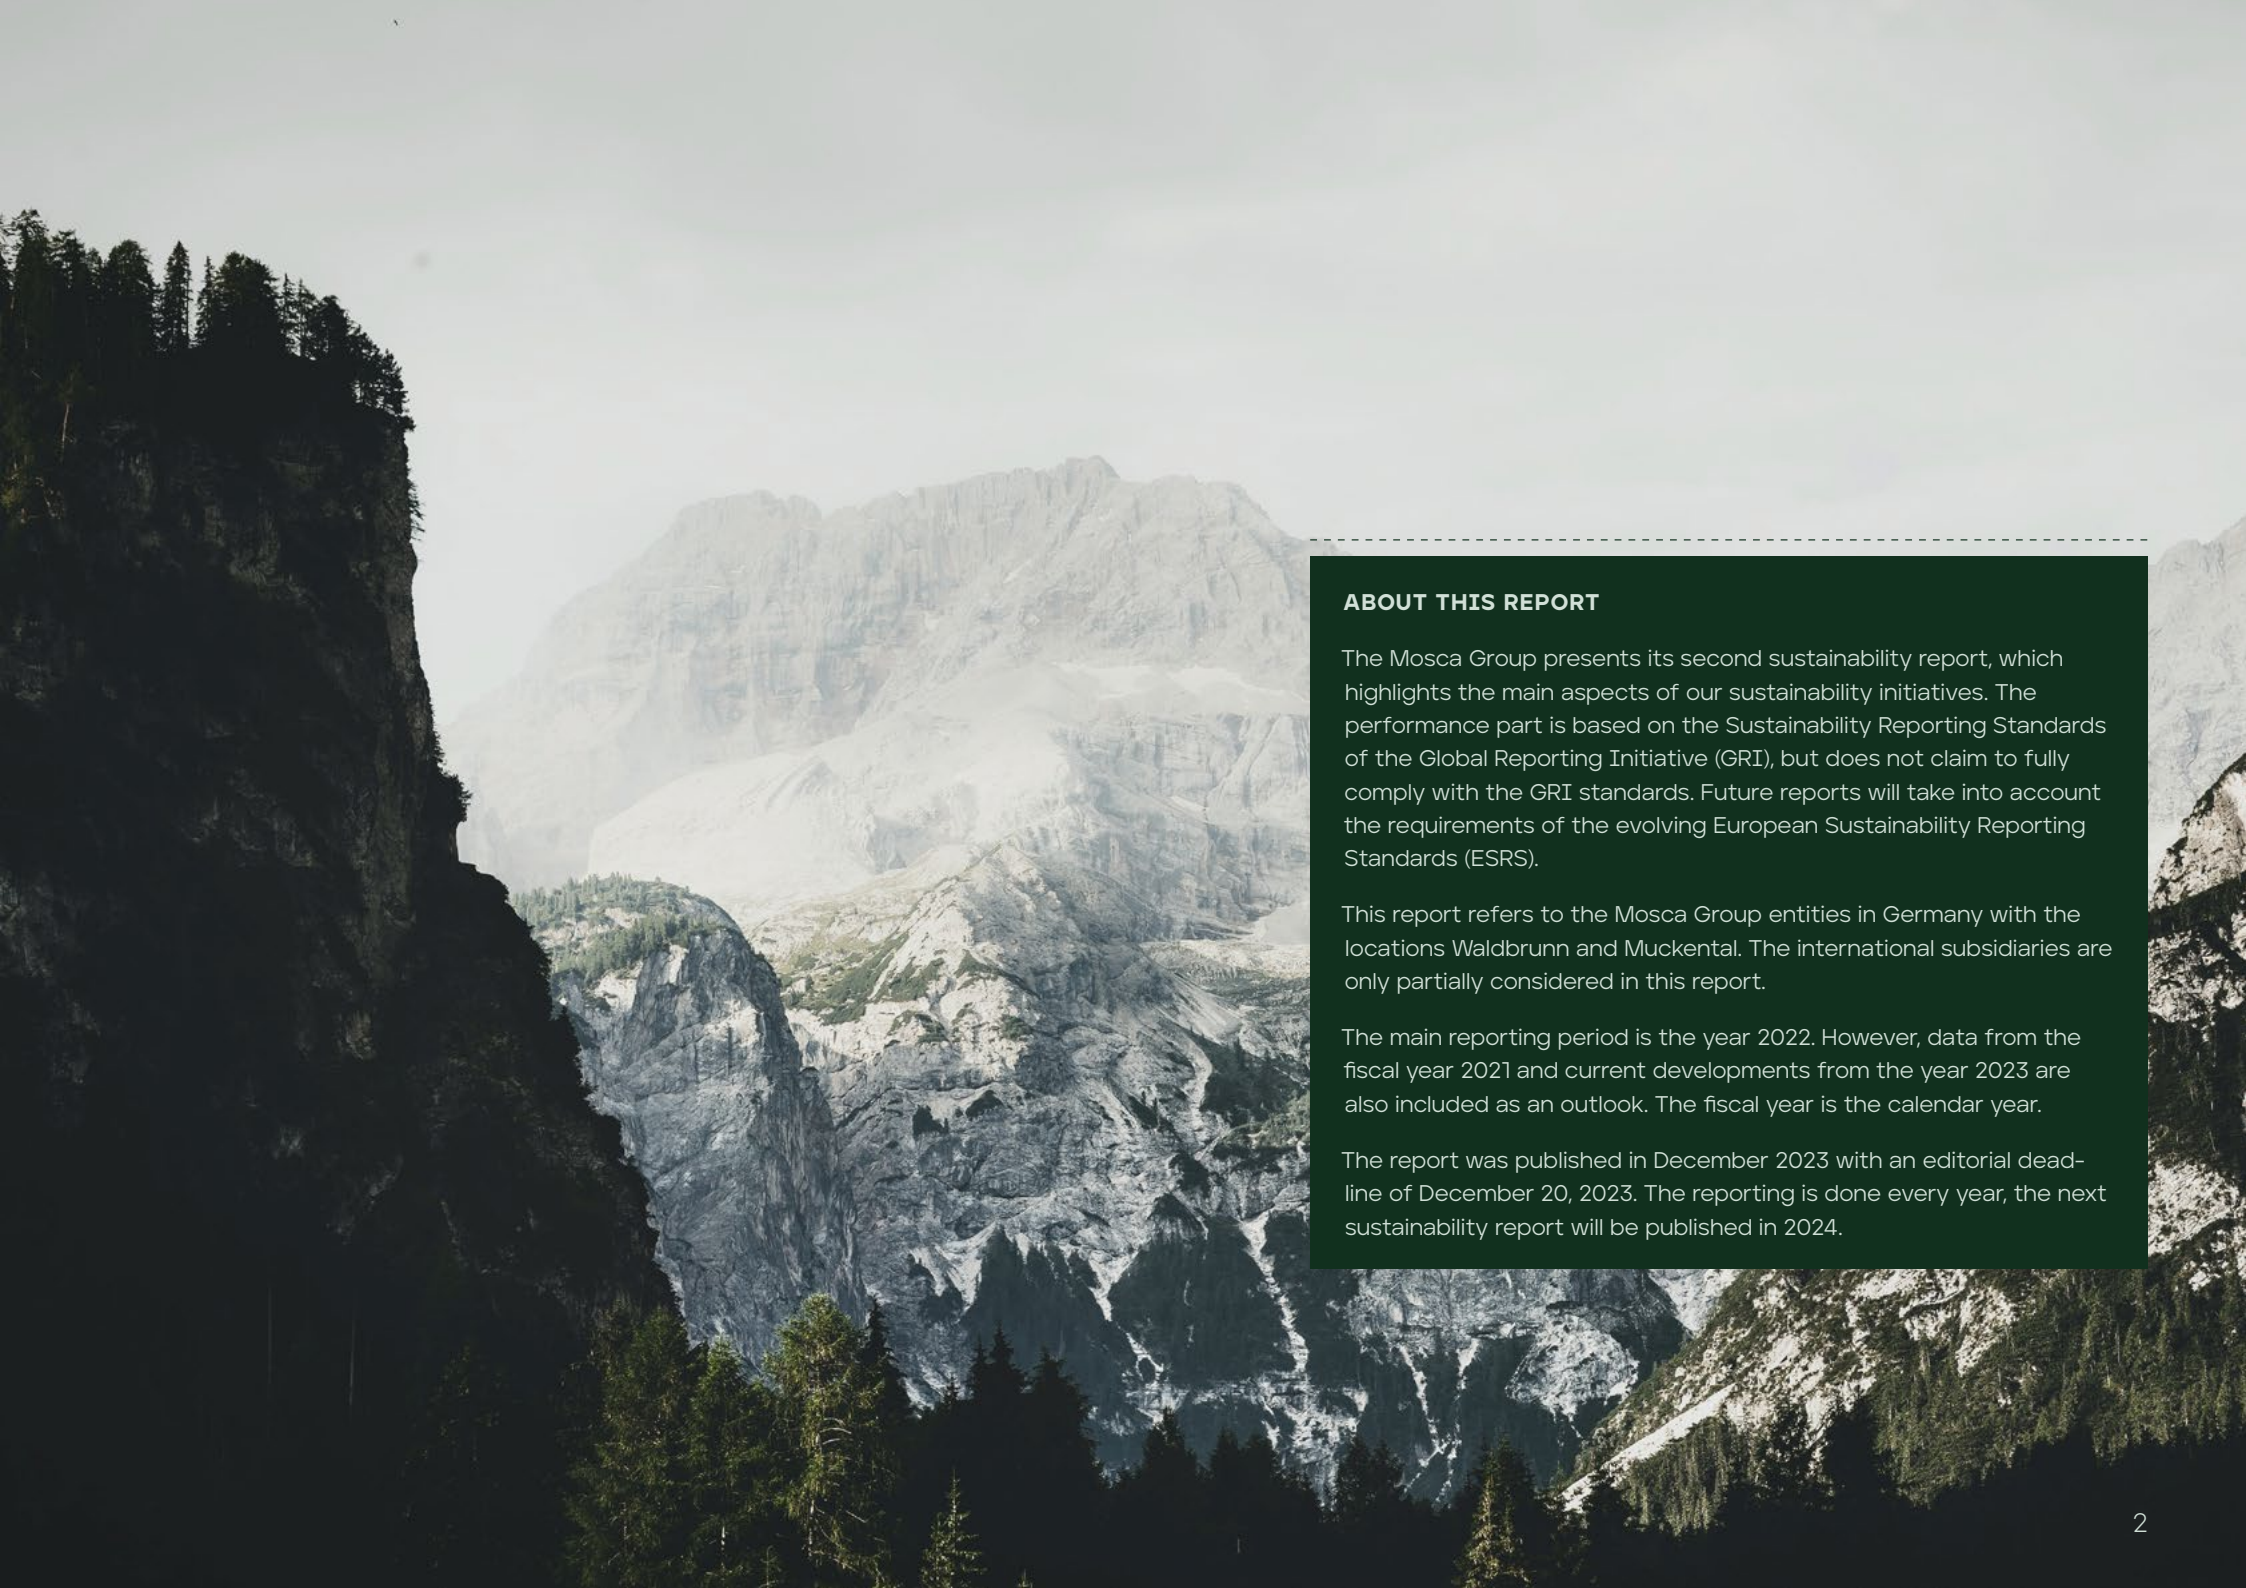 ABOUT THIS REPORT
The Mosca Group presents its second sustainability report, which
highlights the main aspects of our sustainability initiatives. The
performance part is based on the Sustainability Reporting Standards
of the Global Reporting Initiative (GRI), but does not claim to fully
comply with the GRI standards. Future reports will take into account
the requirements of the evolving European Sustainability Reporting
Standards (ESRS).
This report refers to the Mosca Group entities in Germany with the
locations Waldbrunn and Muckental. The international subsidiaries are
only partially considered in this report.
The main reporting period is the year 2022. However, data from the
fiscal year 2021 and current developments from the year 2023 are
also included as an outlook. The fiscal year is the calendar year.
The report was published in December 2023 with an editorial dead-
line of December 20, 2023. The reporting is done every year, the next
sustainability report will be published in 2024.
2